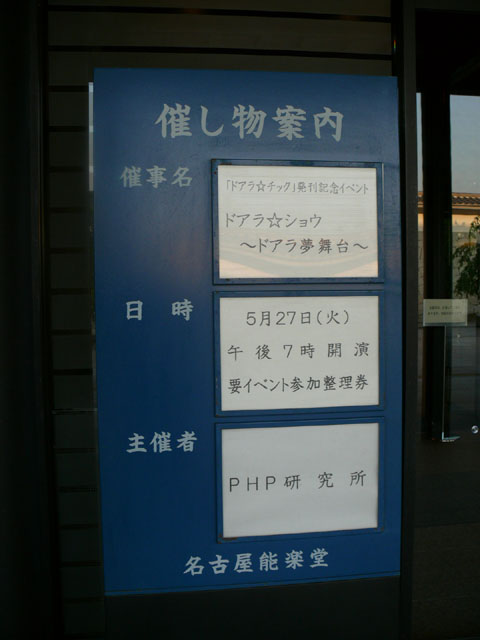 催し物案内
催事名
「ドアラ☆チック」発刊記念イベント
ドアラ☆ショウ
～ドアラ夢舞台～
日時
5月27日(火)
午後7時開演
要イベント参加整理券
主催者
PHP研究所
名古屋能楽堂